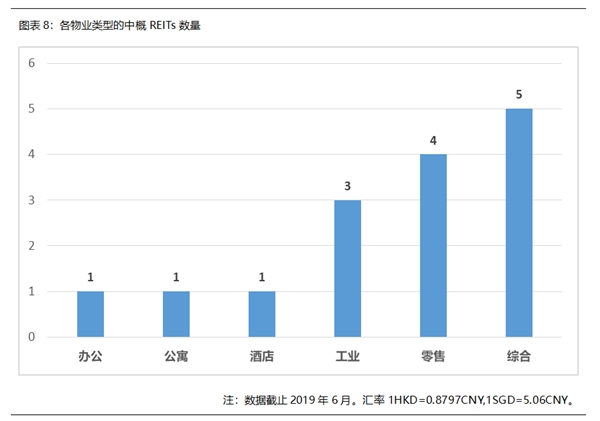 图表 8：各物业类型的中概 REITs 数量
6
5
4
3
2
1
0
1
1
1
3
4
5
办公
公寓
酒店
工业
零售
综合
注：数据截止 2019 年 6 月。汇率 1HKD=0.8797CNY,1SGD=5.06CNY。